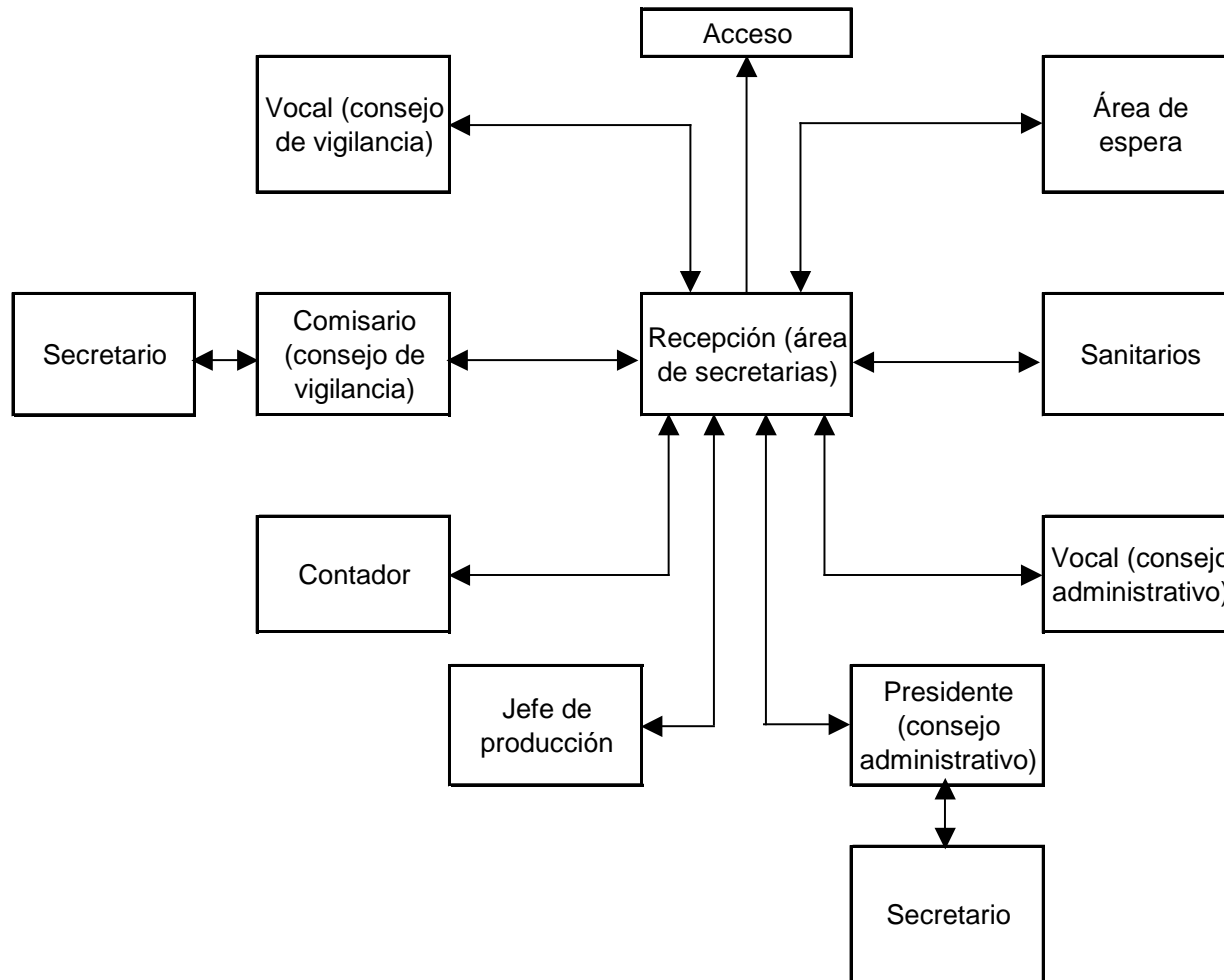 Acceso
Vocal (consejo
de vigilancia)
Área de
espera
Secretario
Comisario
(consejo de
vigilancia)
Recepción (área
de secretarias)
Sanitarios
Contador
Vocal (consejo
administrativo)
Jefe de
producción
Presidente
(consejo
administrativo)
Secretario